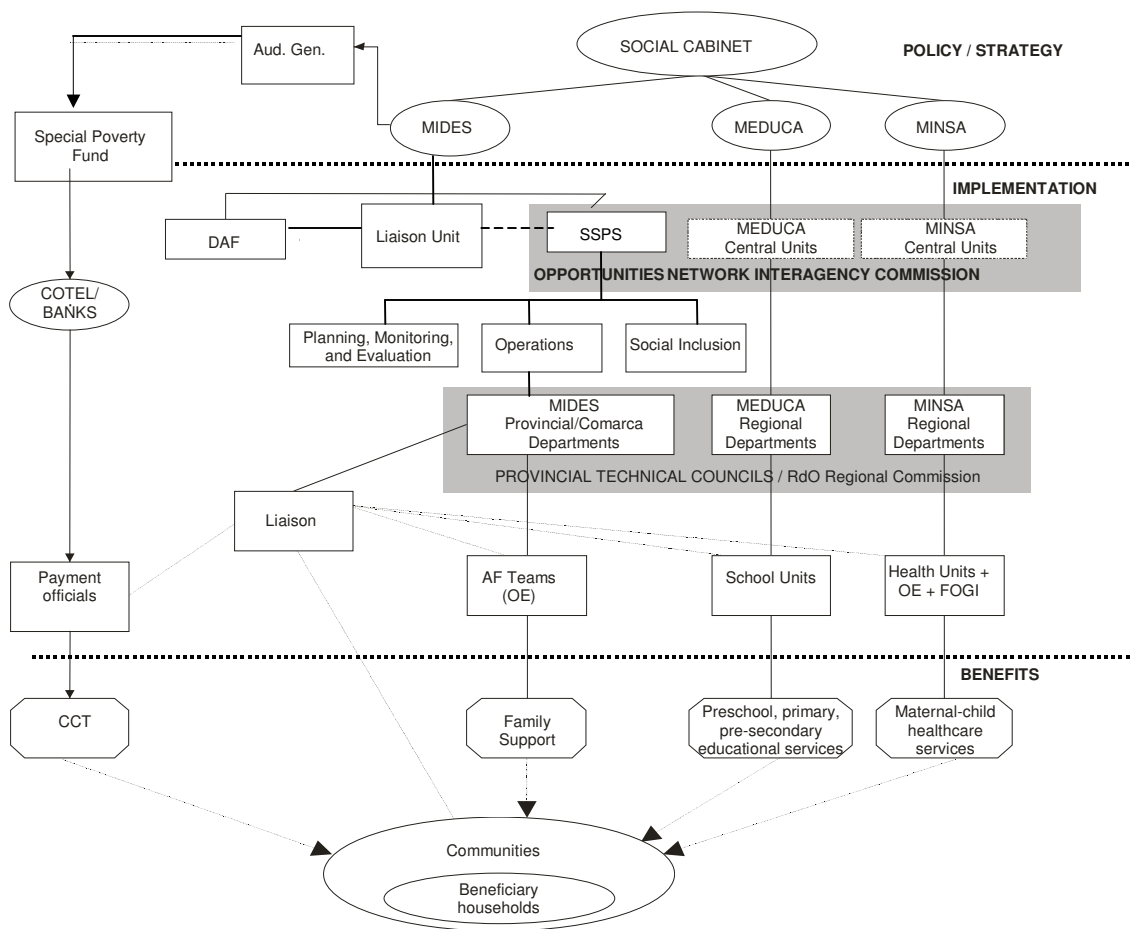 Aud. Gen.
SOCIAL CABINET
POLICY / STRATEGY
Special Poverty
Fund
MIDES
MEDUCA
MINSA
IMPLEMENTATION
DAF
Liaison Unit
SSPS
MEDUCA
Central Units
MINSA
Central Units
OPPORTUNITIES NETWORK INTERAGENCY COMMISSION
COTEL/
BANKS
Planning, Monitoring,
and Evaluation
Operations
Social Inclusion
MIDES
Provincial/Comarca
Departments
MEDUCA
Regional
Departments
MINSA
Regional
Departments
PROVINCIAL TECHNICAL COUNCILS / RdO Regional Commission
Liaison
Payment
officials
AF Teams
(OE)
School Units
Health Units +
OE + FOGI
BENEFITS
CCT
Family
Support
Preschool, primary,
pre-secondary
educational services
Maternal-child
healthcare
services
Communities
Beneficiary
households